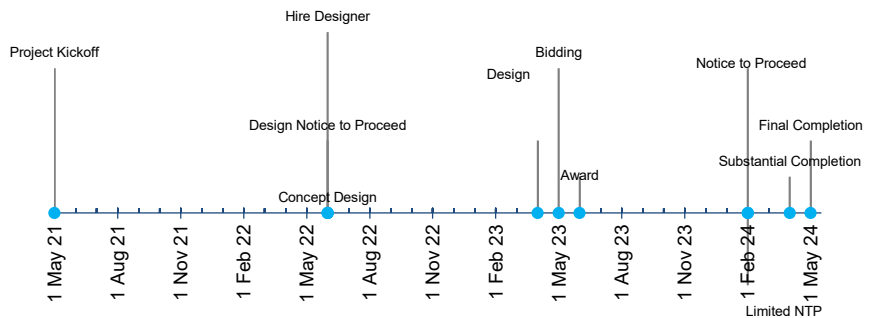 Hire Designer
Project Kickoff
Bidding
Notice to Proceed
Design
Design Notice to Proceed
Final Completion
Substantial Completion
Award
Concept Design
1 May 21
1 Aug 21
1 Nov 21
1 Feb 22
1 May 22
1 Aug 22
1 Nov 22
1 Feb 23
1 May 23
1 Aug 23
1 Nov 23
1 Feb 24
1 May 24
Limited NTP